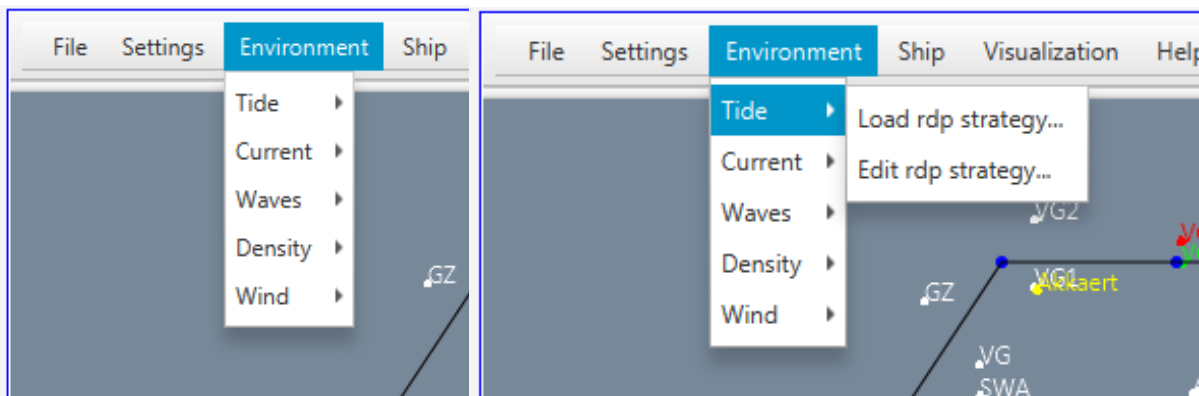 File Settings Environment Ship
Tide
Current
Waves
Density
Wind
GZ
File Settings Environment Ship Visualization Help
Tide
Load rdp strategy...
Current
Edit rdp strategy...
Waves
VG2
Density
VG1
Akkaert
GZ
Wind
VG
SWA